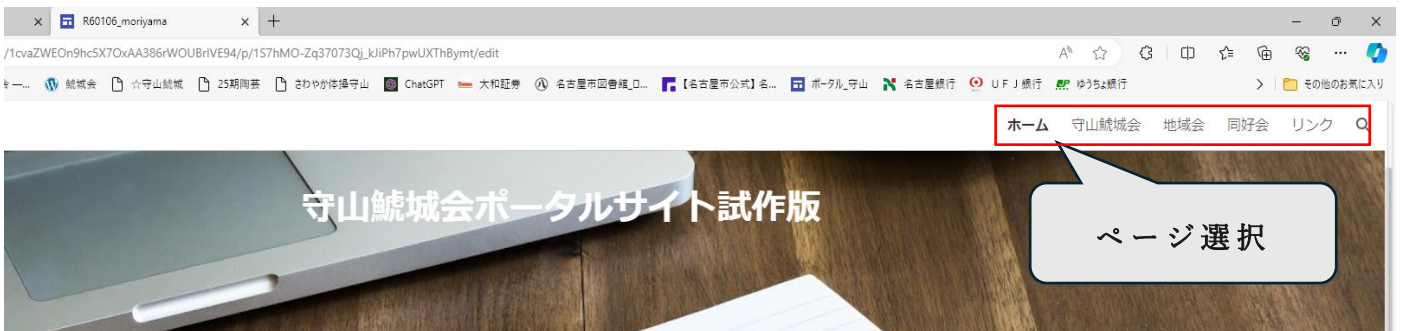 R60106_moriyama
/1cvaZWEOn9hc5X7OxAA386rWOUBrIVE94/p/1S7hMO-Zq37073Qj_kJiPh7pwUXThBymt/edit
鯱城会 ☆守山鯱城 25期陶芸 さわやか体操守山 ChatGPT 大和証券 名古屋市図書館_ロ... 【名古屋市公式】名... ポータル_守山 名古屋銀行 UFJ銀行 ゆうちょ銀行 その他のお気に入り
ホーム 守山鯱城会 地域会 同好会 リンク
守山鯱城会ポータルサイト試作版
ページ選択